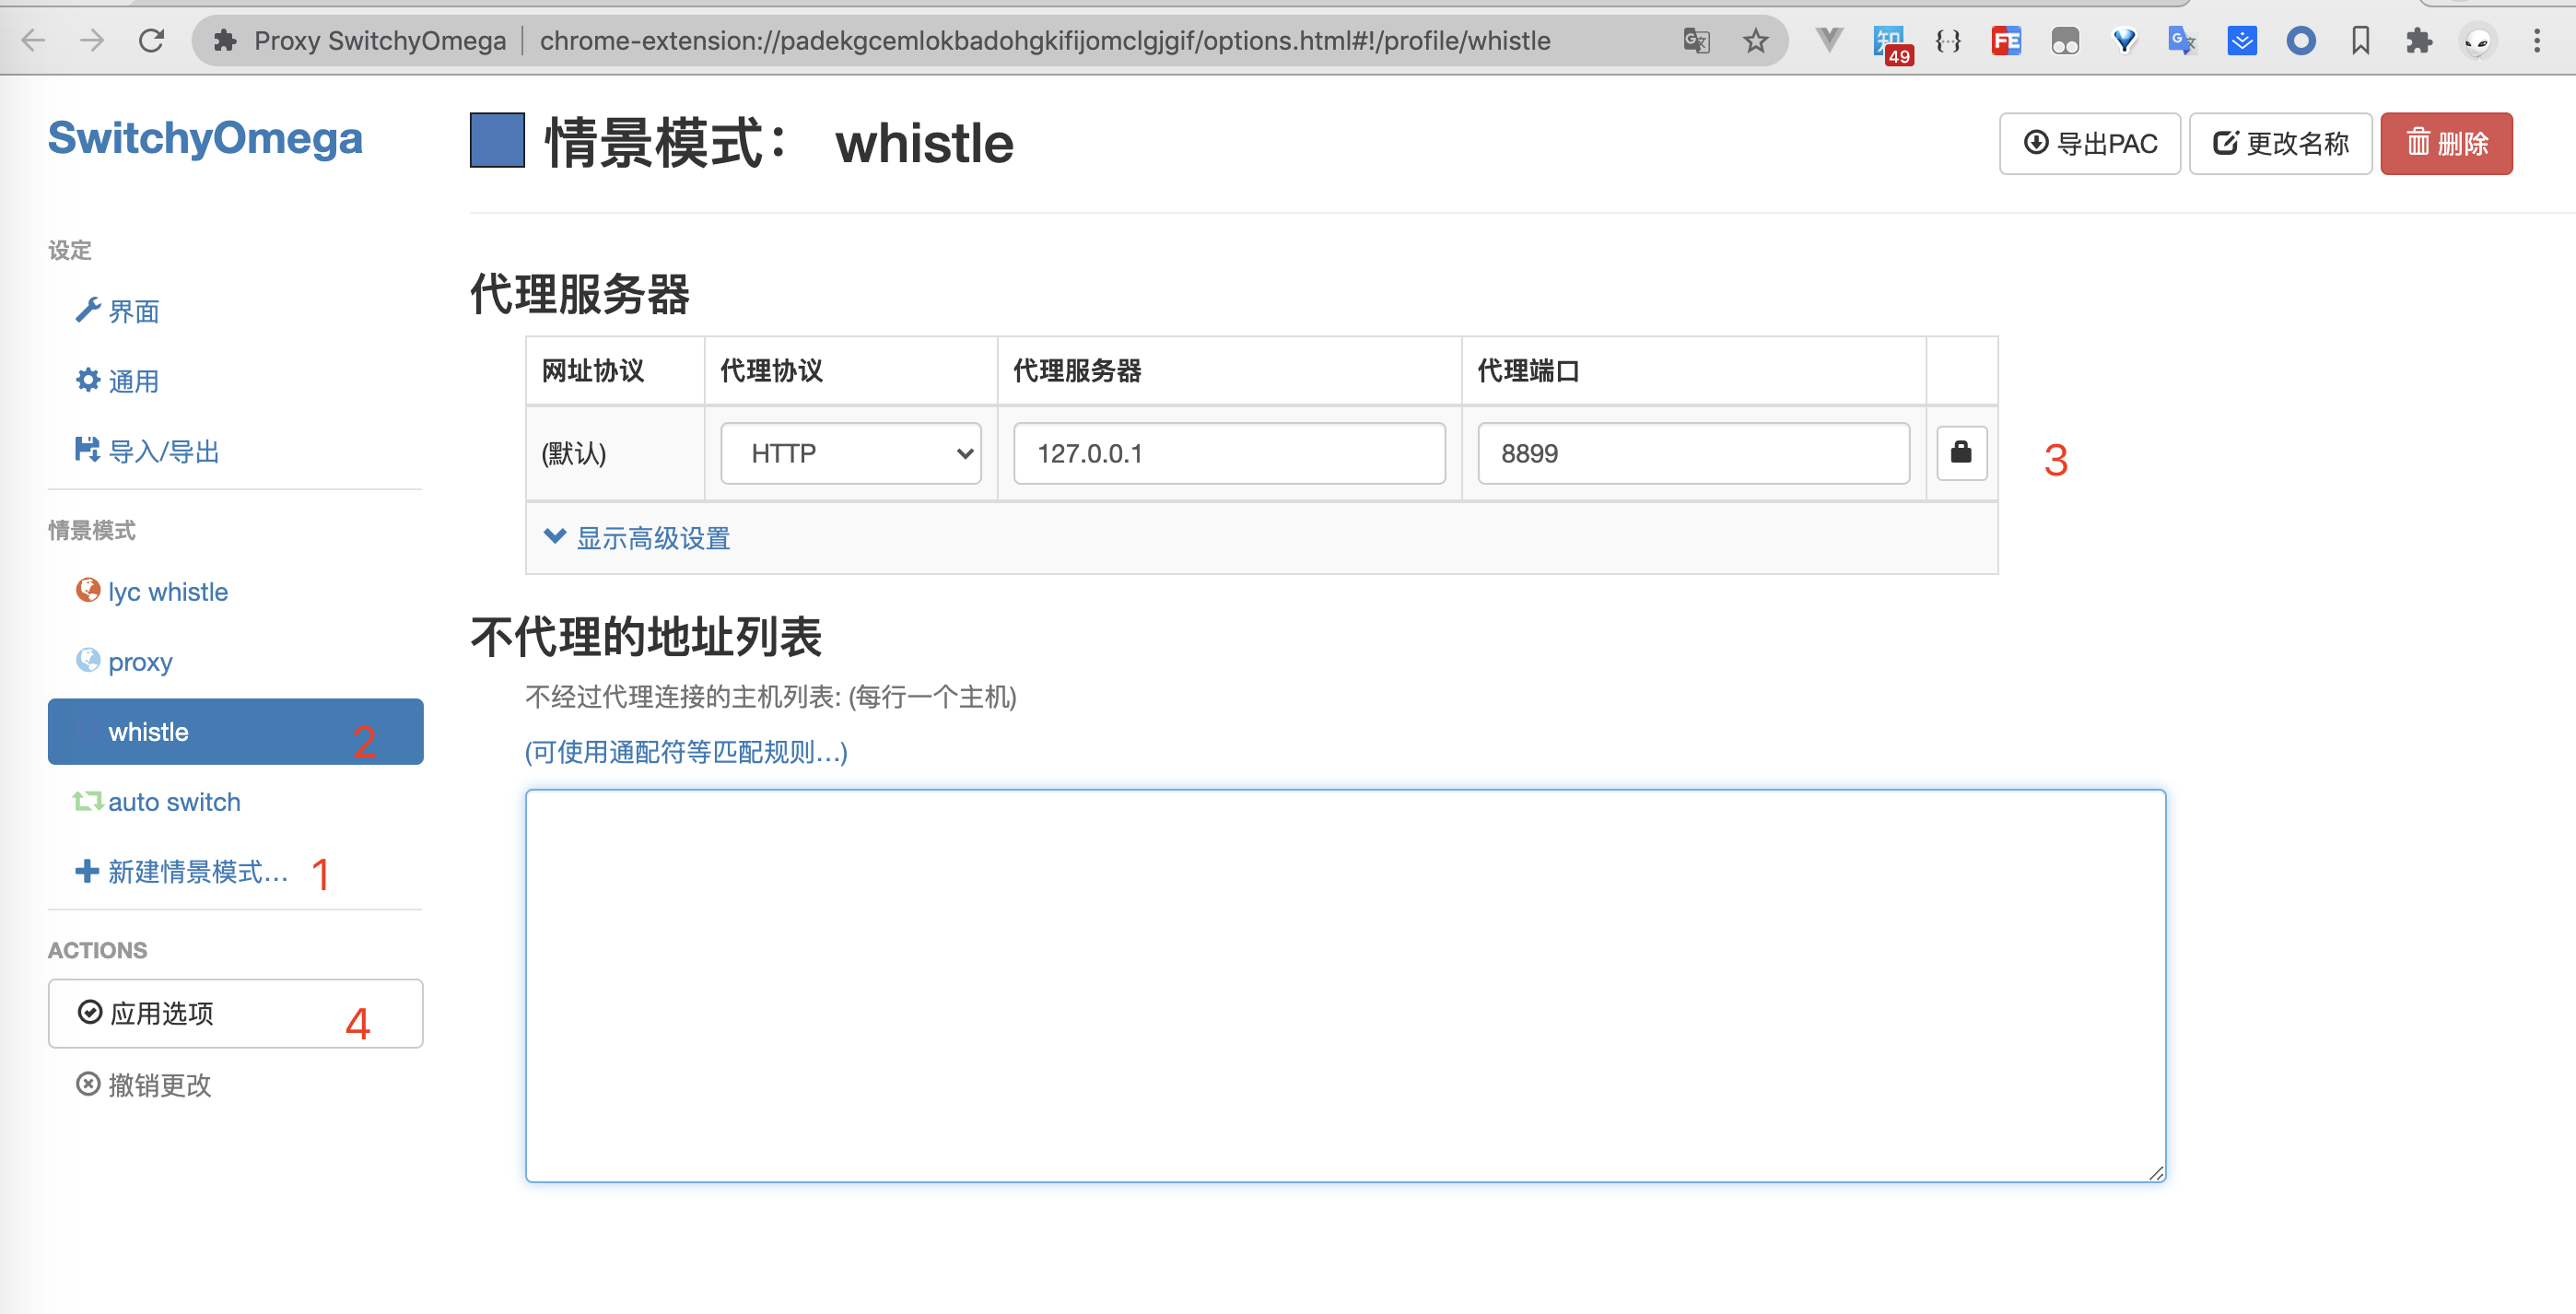 Proxy SwitchyOmega | chrome-extension://padekgcemlokbadohgkifijomclgjgif/options.html#!/profile/whistle
知 49 {··} FE G
SwitchyOmega
情景模式： whistle
导出PAC 更改名称 删除
设定
界面
通用
导入/导出
情景模式
lyc whistle
proxy
whistle 2
auto switch
新建情景模式... 1
ACTIONS
应用选项 4
撤销更改
代理服务器
网址协议 代理协议 代理服务器 代理端口
(默认) HTTP 127.0.0.1 8899 3
显示高级设置
不代理的地址列表
不经过代理连接的主机列表: (每行一个主机)
(可使用通配符等匹配规则...)